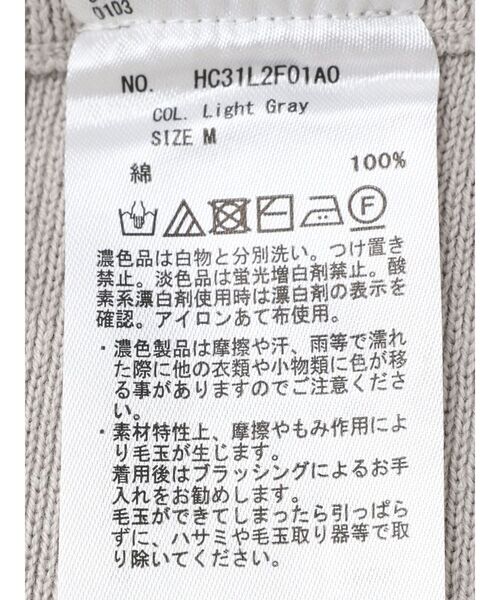 0103
NO. HC31L2F01A0
COL. Light Gray
SIZE M
綿 100%
F
濃色品は白物と分別洗い。つけ置き
禁止。淡色品は蛍光増白剤禁止。酸
素系漂白剤使用時は漂白剤の表示を
確認。アイロンあて布使用。
・濃色製品は摩擦や汗、雨等で濡れ
た際に他の衣類や小物類に色が移
る事がありますのでご注意くださ
い。
・素材特性上、摩擦やもみ作用によ
り毛玉が生じます。
着用後はブラッシングによるお手
入れをお勧めします。
毛玉ができてしまったら引っぱら
ずに、ハサミや毛玉取り器等で取
り除いてください。